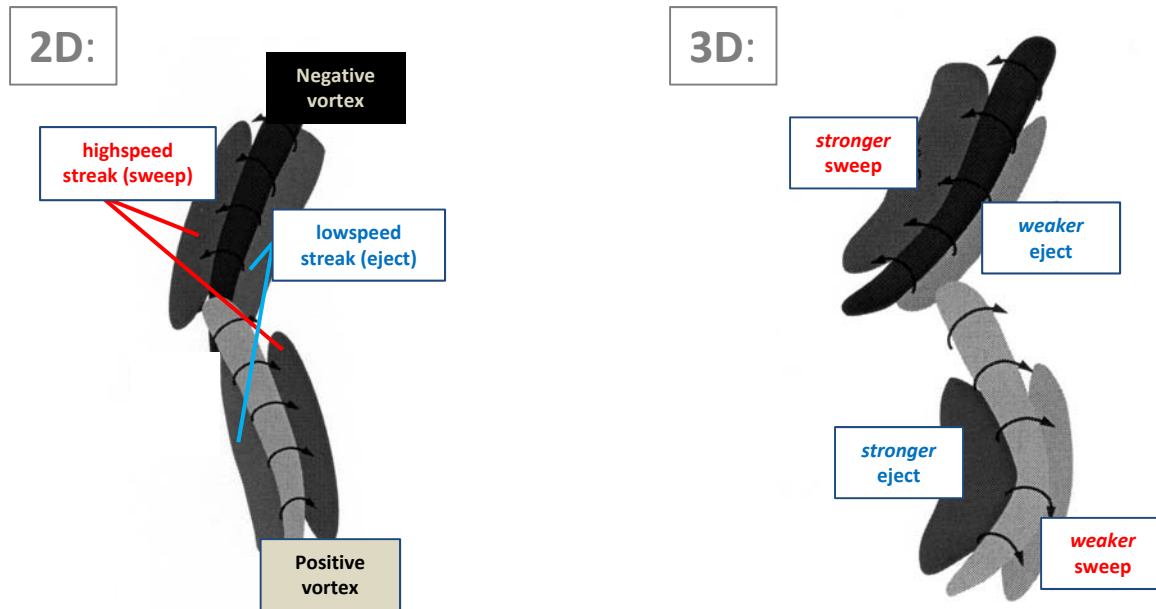 2D:
Negative
vortex
highspeed
streak (sweep)
lowspeed
streak (eject)
Positive
vortex
3D:
stronger
sweep
weaker
eject
stronger
eject
weaker
sweep